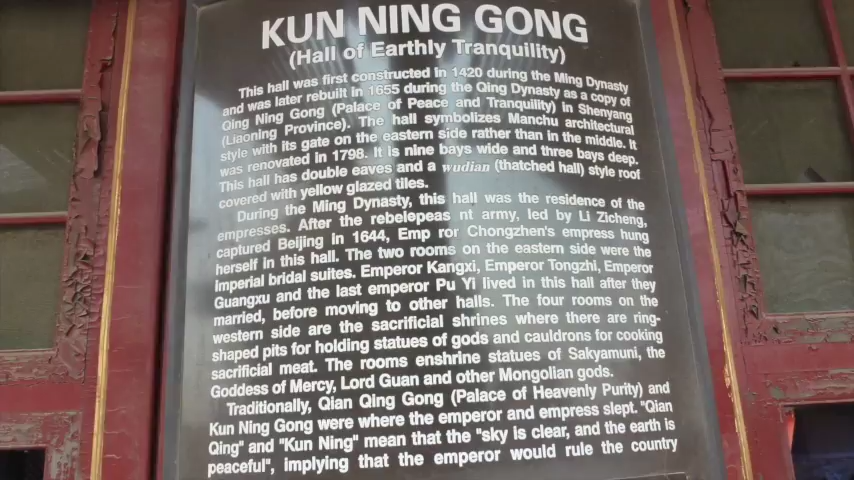 KUN NING GONG
(Hall of Earthly Tranquility)
This hall was first constructed in 1420 during the Ming Dynasty
and was later rebuilt in 1655 during the Qing Dynasty as a copy of
Qing Ning Gong (Palace of Peace and Tranquility) in Shenyang
(Liaoning Province). The hall symbolizes Manchu architectural
style with its gate on the eastern side rather than in the middle. It
was renovated in 1798. It is nine bays wide and three bays deep.
This hall has double eaves and a wudian (thatched hall) style roof
covered with yellow glazed tiles.
During the Ming Dynasty, this hall was the residence of the
empresses. After the rebelepeas nt army, led by Li Zicheng,
captured Beijing in 1644, Emp ror Chongzhen's empress hung
herself in this hall. The two rooms on the eastern side were the
imperial bridal suites. Emperor Kangxi, Emperor Tongzhi, Emperor
Guangxu and the last emperor Pu Yi lived in this hall after they
married, before moving to other halls. The four rooms on the
western side are the sacrificial shrines where there are ring-
shaped pits for holding statues of gods and cauldrons for cooking
sacrificial meat. The rooms enshrine statues of Sakyamuni, the
Goddess of Mercy, Lord Guan and other Mongolian gods.
Traditionally, Qian Qing Gong (Palace of Heavenly Purity) and
Kun Ning Gong were where the emperor and empress slept. "Qian
Qing" and "Kun Ning" mean that the "sky is clear, and the earth is
peaceful", implying that the emperor would rule the country